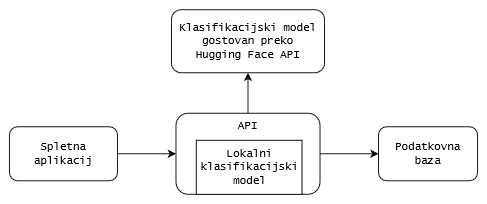 Klasifikacijski model
gostovan preko
Hugging Face API
API
Lokalni
klasifikacijski
model
Spletna
aplikacij
Podatkovna
baza